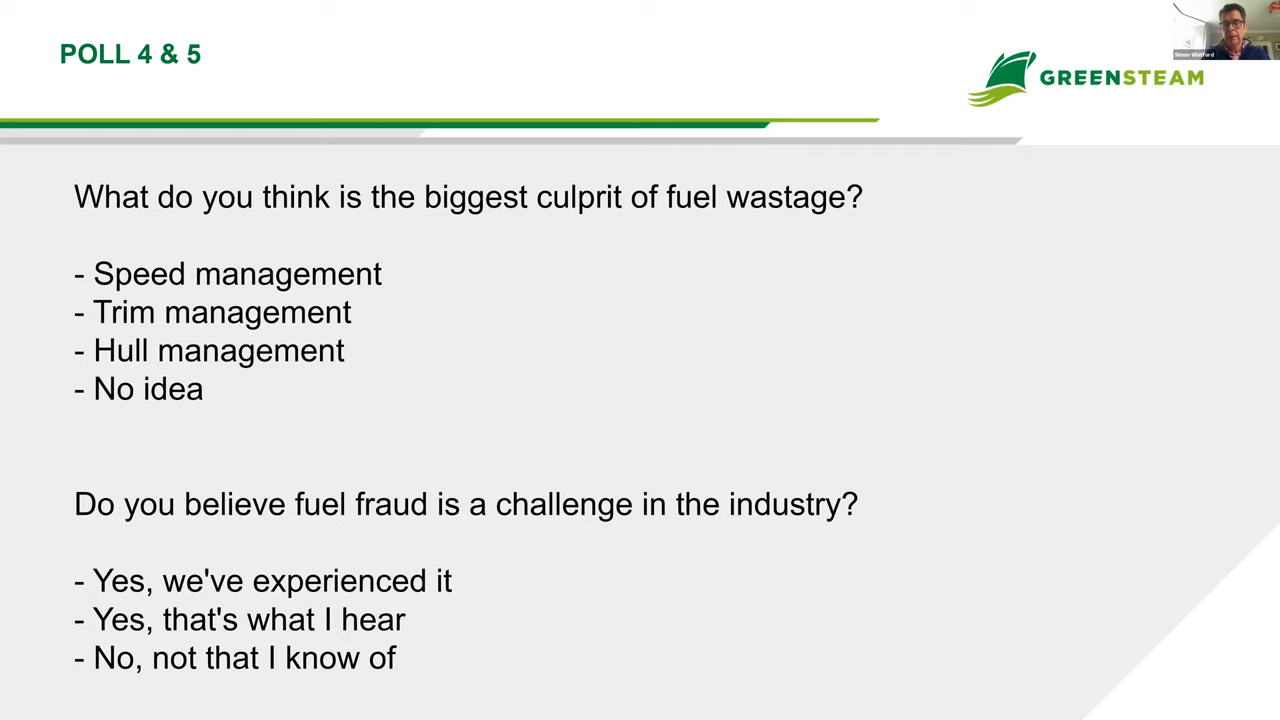 POLL 4 & 5
Simon Whitford
GREENSTEAM
What do you think is the biggest culprit of fuel wastage?
- Speed management
- Trim management
- Hull management
- No idea
Do you believe fuel fraud is a challenge in the industry?
- Yes, we've experienced it
- Yes, that's what I hear
- No, not that I know of